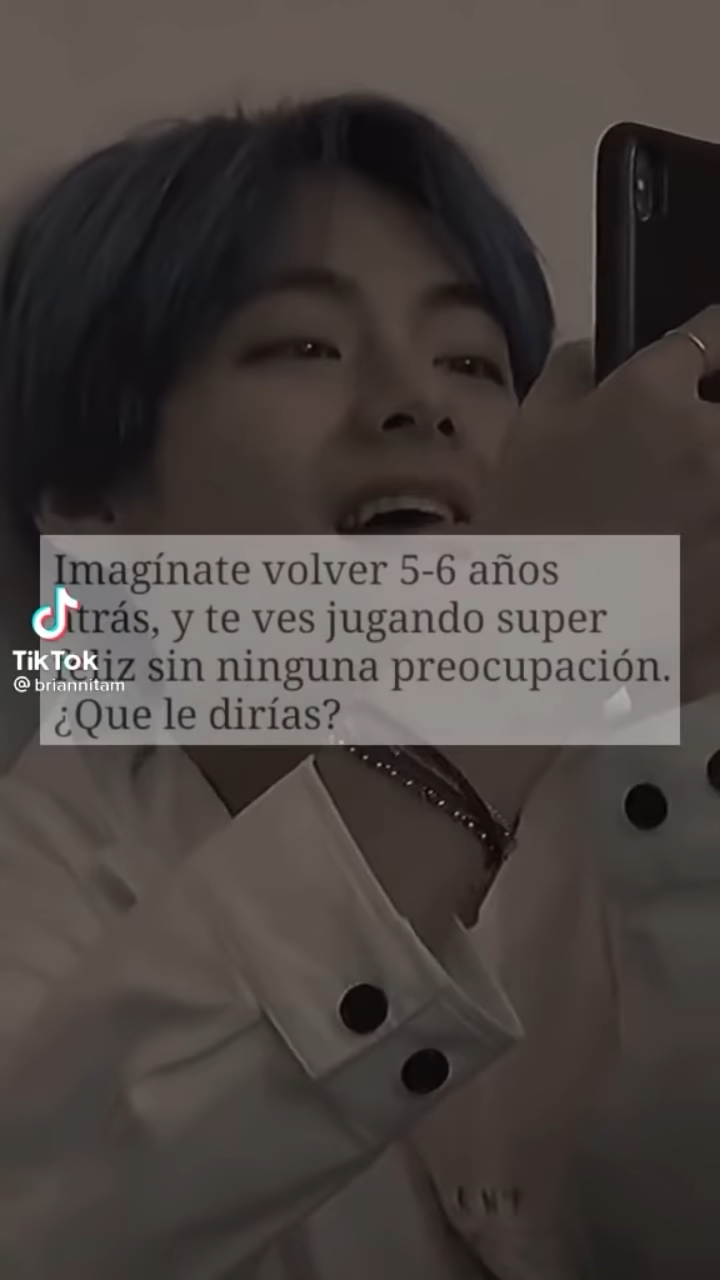 Imagínate volver 5-6 años
atrás, y te ves jugando super
feliz sin ninguna preocupación.
¿Que le dirías?
TikTok
@briannitam